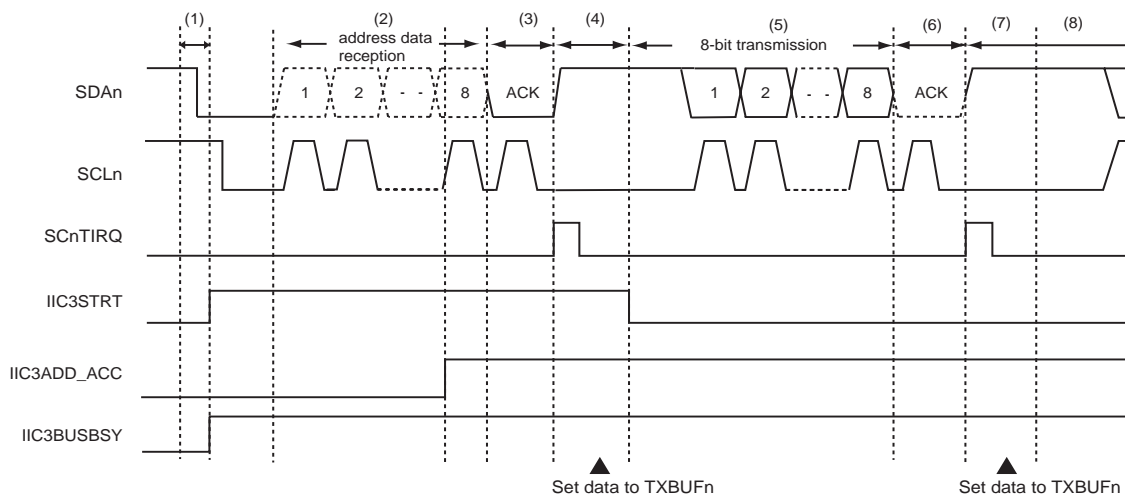 (1) (2) (3) (4) (5) (6) (7) (8)
address data
reception
8-bit transmission
SDAn 1 2 - - 8 ACK 1 2 - - 8 ACK
SCLn
SCnTIRQ
IIC3STRT
IIC3ADD_ACC
IIC3BUSBSY
Set data to TXBUFn Set data to TXBUFn